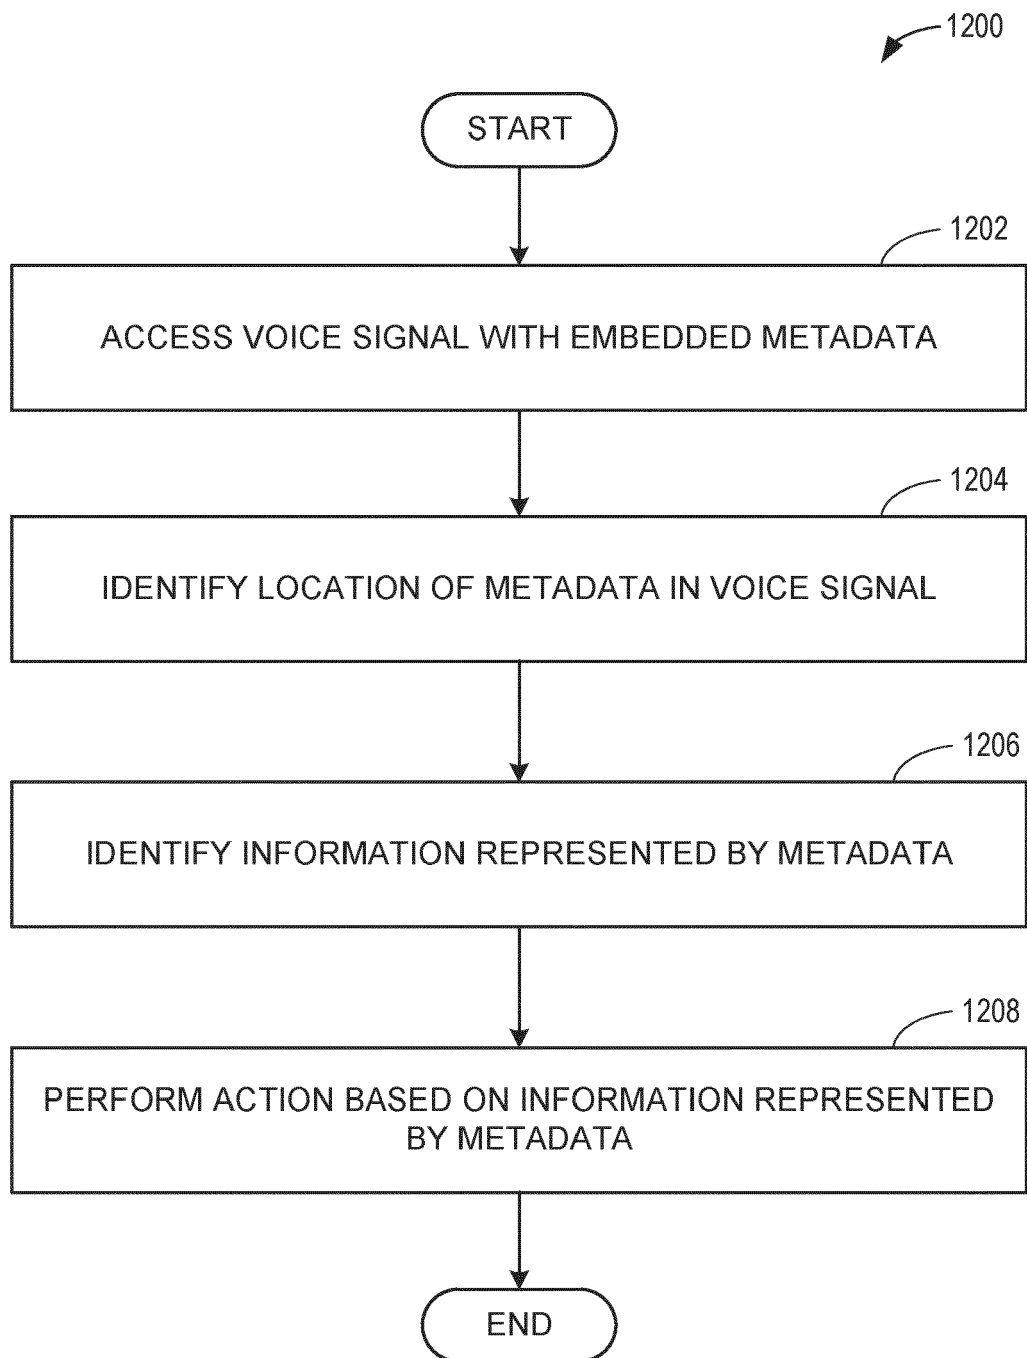 1200
START
1202
ACCESS VOICE SIGNAL WITH EMBEDDED METADATA
1204
IDENTIFY LOCATION OF METADATA IN VOICE SIGNAL
1206
IDENTIFY INFORMATION REPRESENTED BY METADATA
1208
PERFORM ACTION BASED ON INFORMATION REPRESENTED
BY METADATA
END